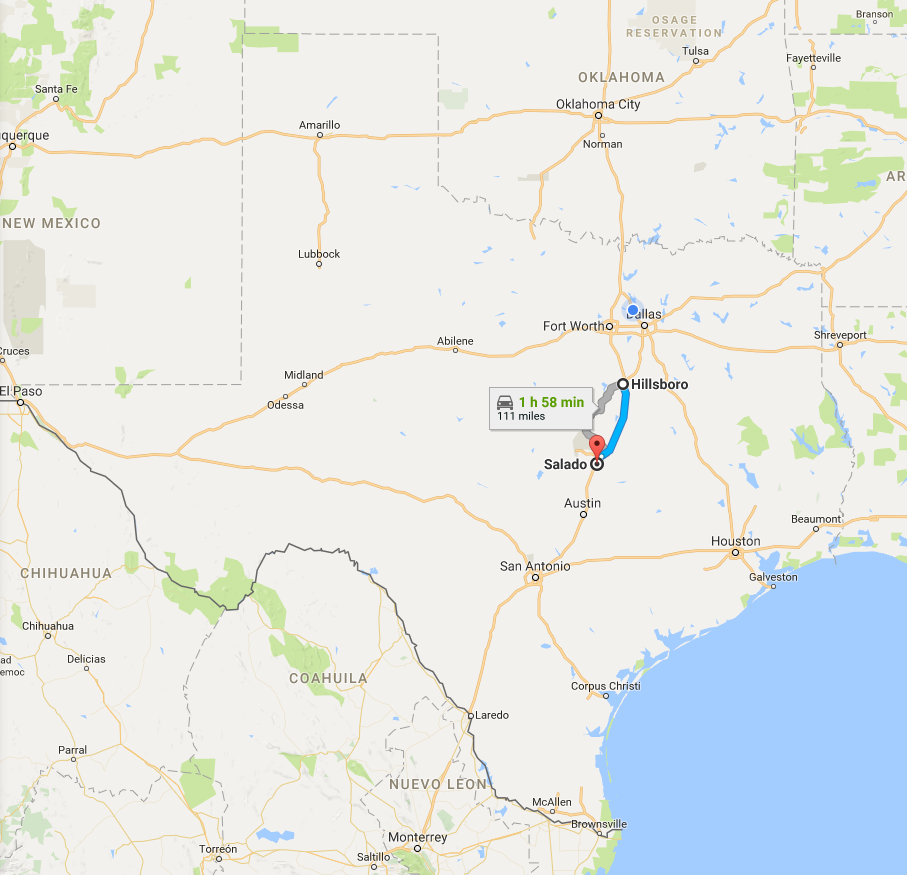 Branson
OSAGE
RESERVATION
Tulsa
Fayetteville
OKLAHOMA
Santa Fe
Oklahoma City
Amarillo
querque
Norman
AR
NEW MEXICO
Lubbock
Dallas
Fort Worth
Shreveport
Abilene
Cruces
Midland
Hillsboro
El Paso
Odessa
1 h 58 min
111 miles
Salado
Austin
Beaumont
Houston
San Antonio
CHIHUAHUA
Galveston
Chihuahua
Delicias
ad
emoc
COAHUILA
Corpus Christi
Laredo
Parral
NUEVO LEON
McAllen
Brownsville
Monterrey
Torreón
Saltillo